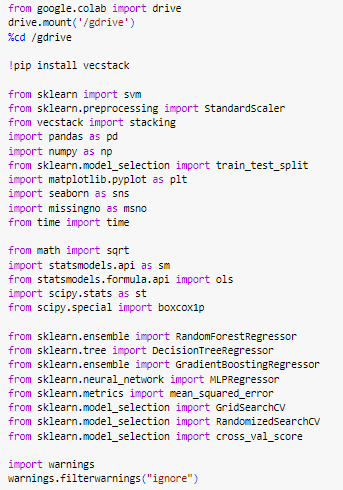 from google.colab import drive
drive.mount('/gdrive')
%cd /gdrive
!pip install vecstack
from sklearn import svm
from sklearn.preprocessing import StandardScaler
from vecstack import stacking
import pandas as pd
import numpy as np
from sklearn.model_selection import train_test_split
import matplotlib.pyplot as plt
import seaborn as sns
import missingno as msno
from time import time
from math import sqrt
import statsmodels.api as sm
from statsmodels.formula.api import ols
import scipy.stats as st
from scipy.special import boxcox1p
from sklearn.ensemble import RandomForestRegressor
from sklearn.tree import DecisionTreeRegressor
from sklearn.ensemble import GradientBoostingRegressor
from sklearn.neural_network import MLPRegressor
from sklearn.metrics import mean_squared_error
from sklearn.model_selection import GridSearchCV
from sklearn.model_selection import RandomizedSearchCV
from sklearn.model_selection import cross_val_score
import warnings
warnings.filterwarnings("ignore")